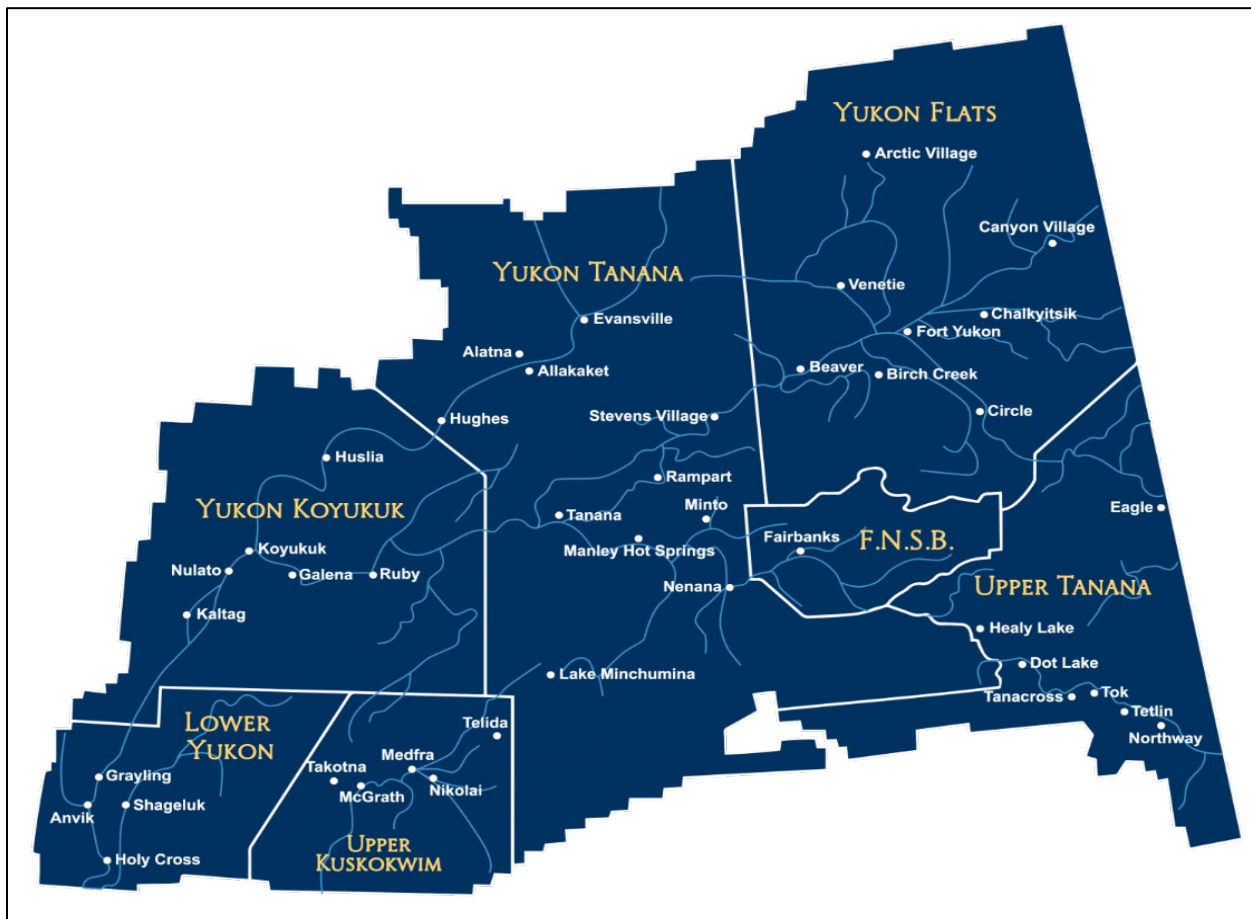 YUKON FLATS
Arctic Village
Canyon Village
YUKON TANANA
Venetie
Evansville
Chalkyitsik
Fort Yukon
Alatna
Allakaket
Beaver
Birch Creek
Hughes
Stevens Village
Circle
Huslia
Rampart
YUKON KOYUKUK
Minto
Tanana
Eagle
Fairbanks
F.N.S.B.
Koyukuk
Manley Hot Springs
Nulato
Galena
Ruby
Nenana
UPPER TANANA
Kaltag
Healy Lake
Dot Lake
Lake Minchumina
Tanacross
Tok
Tetlin
Northway
LOWER
YUKON
Telida
Medfra
Takotna
Grayling
McGrath
Nikolai
Anvik
Shageluk
UPPER
KUSKOKWIM
Holy Cross